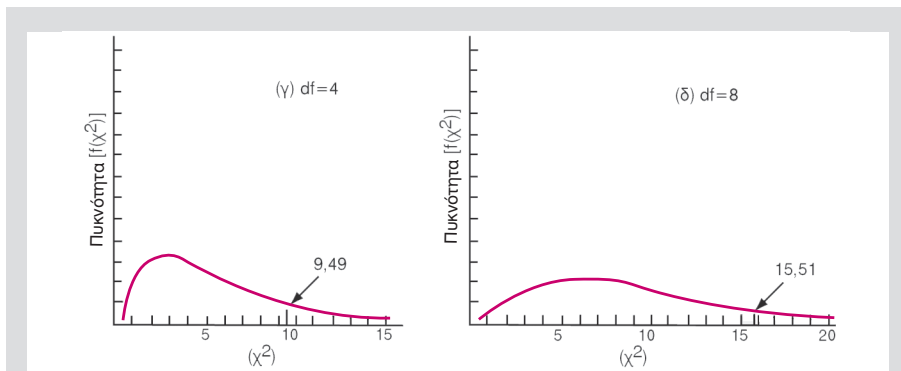 (γ) df=4
Πυκνότητα [f(χ²)]
9,49
5 10 15
(χ²)
(δ) df=8
Πυκνότητα [f(χ²)]
15,51
5 10 15 20
(χ²)